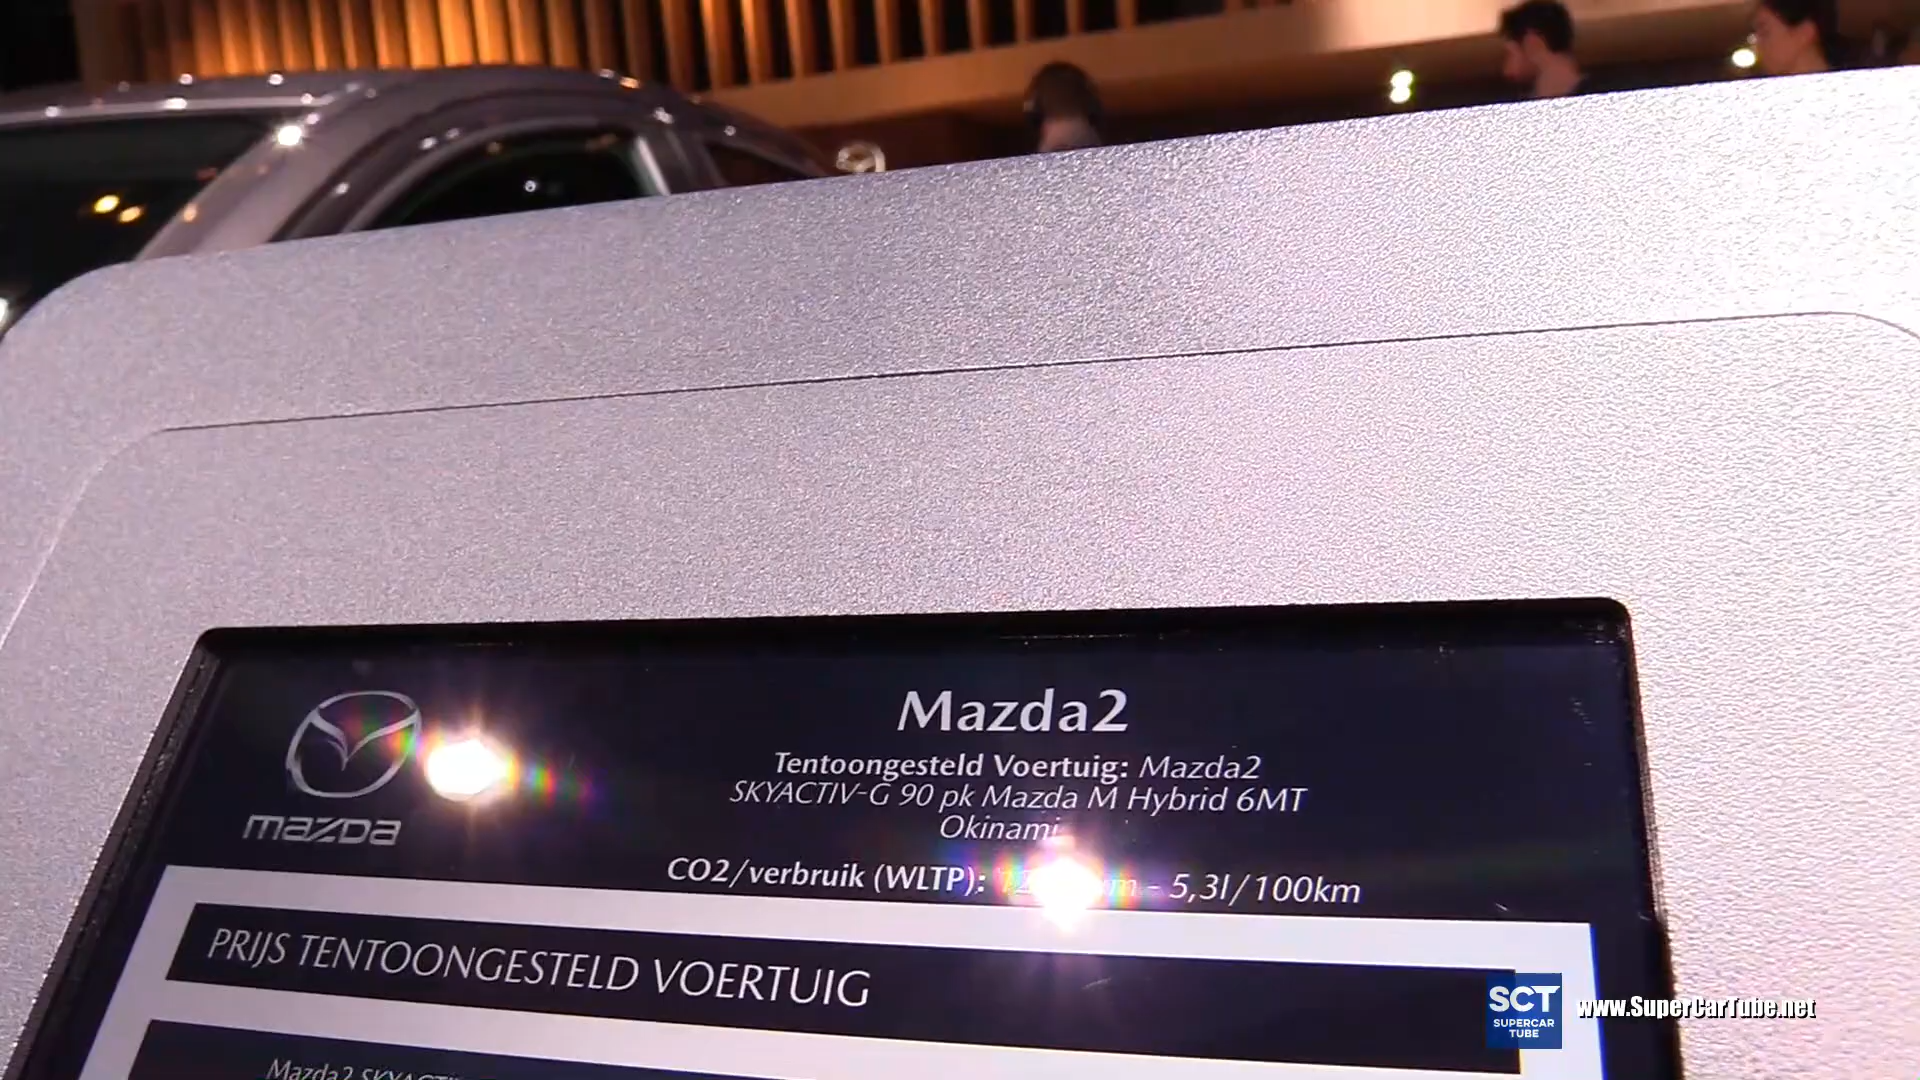 mazda
Mazda2
Tentoongesteld Voertuig: Mazda2
SKYACTIV-G 90 pk Mazda M Hybrid 6MT
Okinami
CO2/verbruik (WLTP): - 5,3l/100km
PRIJS TENTOONGESTELD VOERTUIG
Mazda2
SCT
SUPERCAR
TUBE
www.SuperCarTube.net